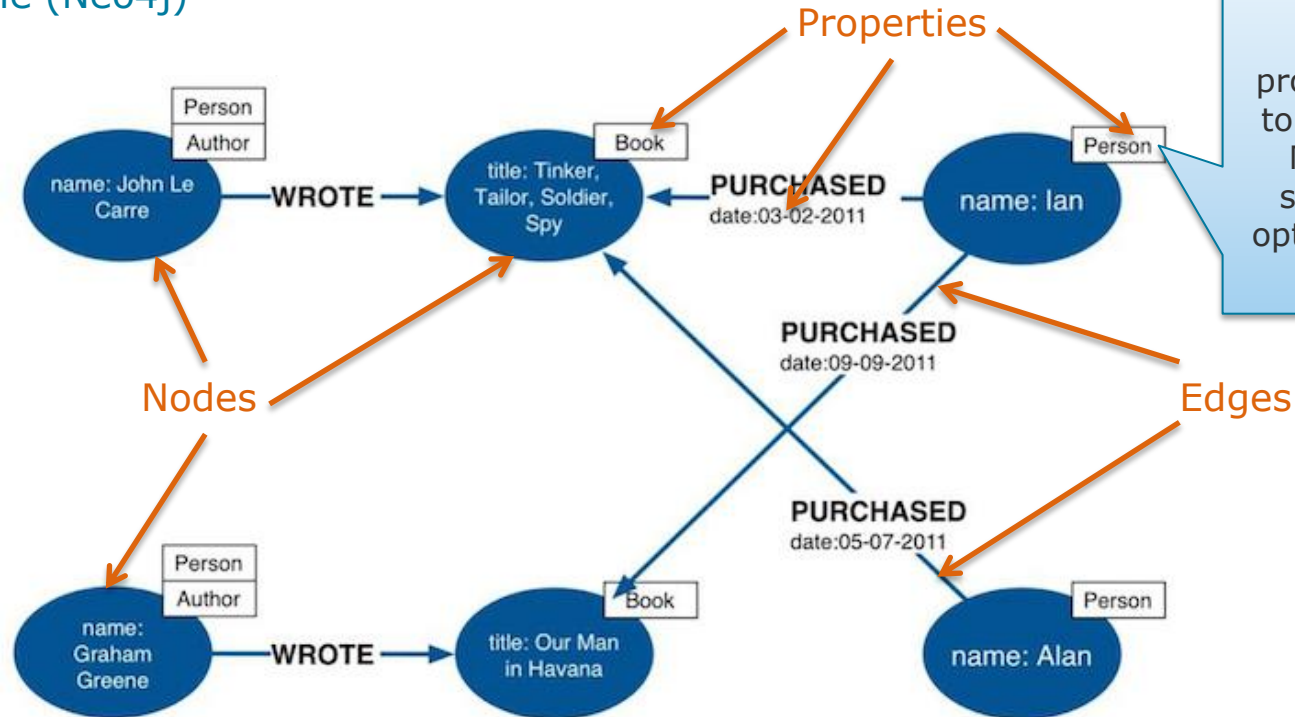 (Neo4j)
Properties
Person
Author
name: John Le
Carre
WROTE
Book
title: Tinker,
Tailor, Soldier,
Spy
PURCHASED
date:03-02-2011
Person
name: Ian
PURCHASED
date:09-09-2011
Nodes
Edges
PURCHASED
date:05-07-2011
Person
Author
name:
Graham
Greene
WROTE
Book
title: Our Man
in Havana
Person
name: Alan